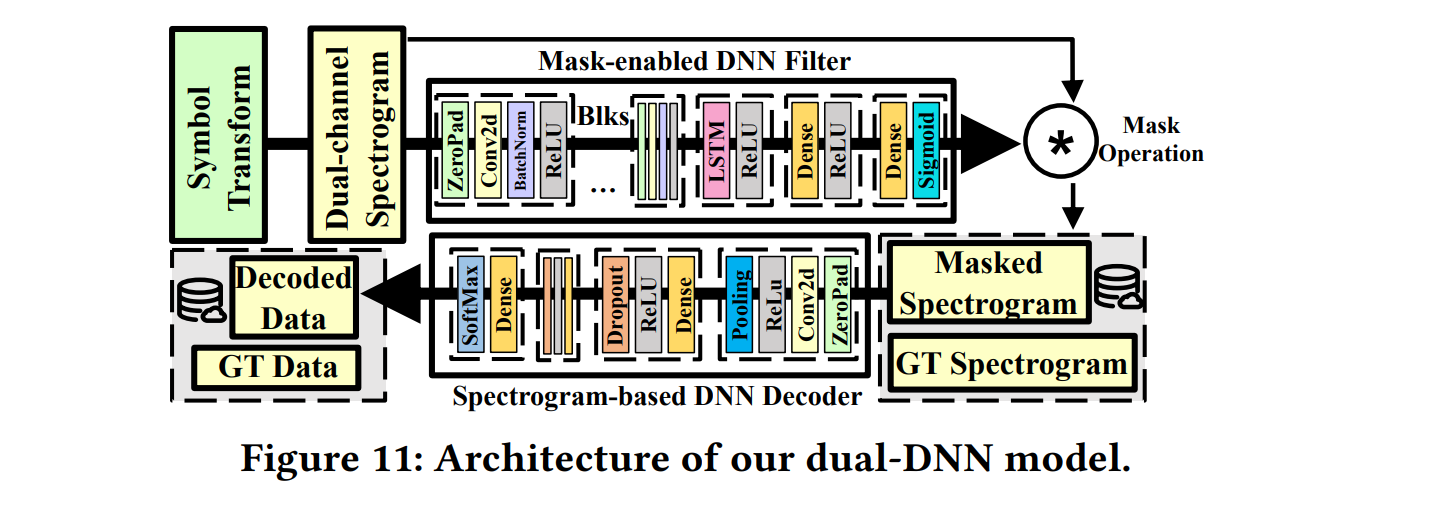 Symbol
Transform
Dual-channel
Spectrogram
Mask-enabled DNN Filter
ZeroPad
Conv2d
BatchNorm
ReLU
Blks
...
LSTM
ReLU
Dense
ReLU
Dense
Sigmoid
*
Mask
Operation
Decoded
Data
GT Data
SoftMax
Dense
Dropout
ReLU
Dense
Pooling
ReLu
Conv2d
ZeroPad
Masked
Spectrogram
GT Spectrogram
Spectrogram-based DNN Decoder
Figure 11: Architecture of our dual-DNN model.